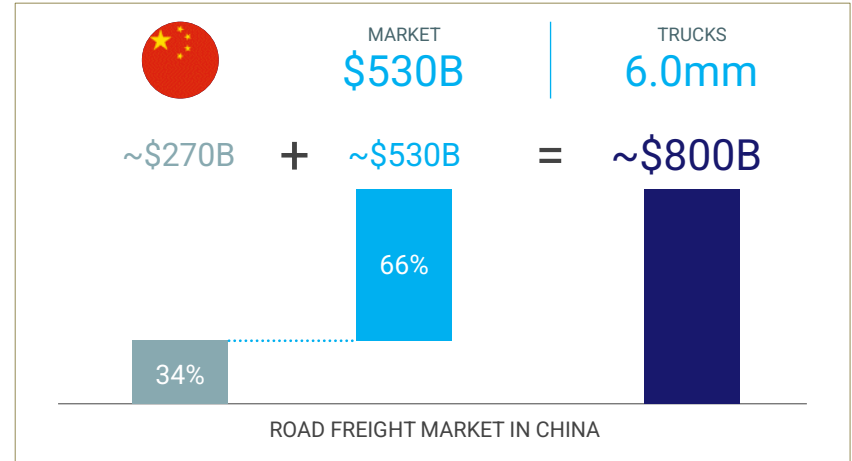 MARKET
$530B
TRUCKS
6.0mm
~$270B + ~$530B = ~$800B
66%
34%
ROAD FREIGHT MARKET IN CHINA